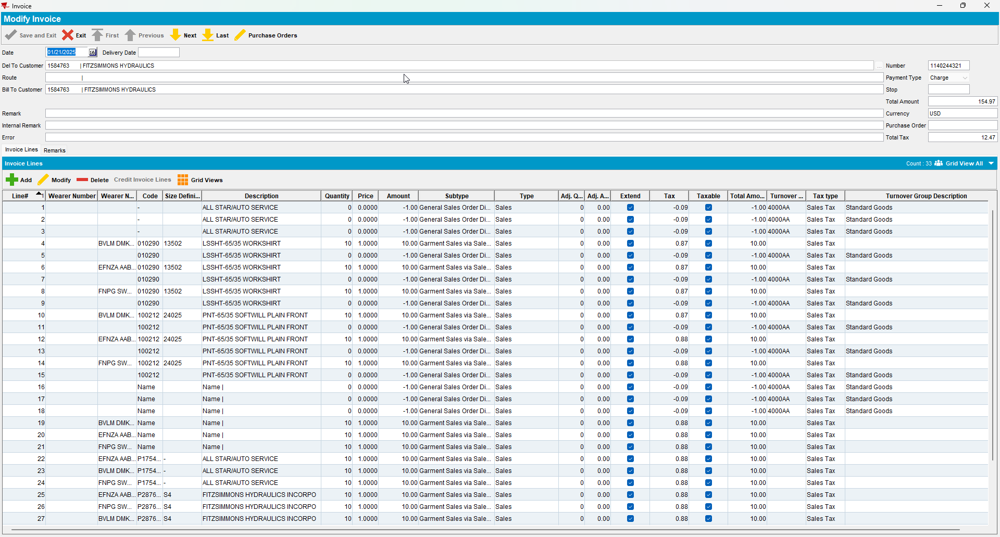 Invoice
Modify Invoice
Save and Exit Exit First Previous Next Last Purchase Orders
Date 01/21/2025 16 Delivery Date
Del To Customer 1584763 | FITZSIMMONS HYDRAULICS ... Number 1140244321
Route | Payment Type Charge
Bill To Customer 1584763 | FITZSIMMONS HYDRAULICS Stop
Total Amount 154.97
Remark Currency USD
Internal Remark Purchase Order
Error Total Tax 12.47
Invoice Lines Remarks
Invoice Lines Count : 33 Grid View All
Add Modify Delete Credit Invoice Lines Grid Views
Line# 1 Wearer Number Wearer N... Code Size Defini... Description Quantity Price Amount Subtype Type Adj. Q... Adj. A... Extend Tax Taxable Total Amo... Turnover ... Tax type Turnover Group Description
1 - ALL STAR/AUTO SERVICE 0 0.0000 -1.00 General Sales Order Di... Sales 0 0.00 -0.09 -1.00 4000AA Sales Tax Standard Goods
2 - ALL STAR/AUTO SERVICE 0 0.0000 -1.00 General Sales Order Di... Sales 0 0.00 -0.09 -1.00 4000AA Sales Tax Standard Goods
3 - ALL STAR/AUTO SERVICE 0 0.0000 -1.00 General Sales Order Di... Sales 0 0.00 -0.09 -1.00 4000AA Sales Tax Standard Goods
4 BVLM DMK... 010290 13502 LSSHT-65/35 WORKSHIRT 10 1.0000 10.00 Garment Sales via Sale... Sales 0 0.00 0.87 10.00 Sales Tax
5 010290 LSSHT-65/35 WORKSHIRT 0 0.0000 -1.00 General Sales Order Di... Sales 0 0.00 -0.09 -1.00 4000AA Sales Tax Standard Goods
6 EFNZA AAB... 010290 13502 LSSHT-65/35 WORKSHIRT 10 1.0000 10.00 Garment Sales via Sale... Sales 0 0.00 0.87 10.00 Sales Tax
7 010290 LSSHT-65/35 WORKSHIRT 0 0.0000 -1.00 General Sales Order Di... Sales 0 0.00 -0.09 -1.00 4000AA Sales Tax Standard Goods
8 FNPG SW... 010290 13502 LSSHT-65/35 WORKSHIRT 10 1.0000 10.00 Garment Sales via Sale... Sales 0 0.00 0.87 10.00 Sales Tax
9 010290 LSSHT-65/35 WORKSHIRT 0 0.0000 -1.00 General Sales Order Di... Sales 0 0.00 -0.09 -1.00 4000AA Sales Tax Standard Goods
10 BVLM DMK... 100212 24025 PNT-65/35 SOFTWILL PLAIN FRONT 10 1.0000 10.00 Garment Sales via Sale... Sales 0 0.00 0.87 10.00 Sales Tax
11 100212 PNT-65/35 SOFTWILL PLAIN FRONT 0 0.0000 -1.00 General Sales Order Di... Sales 0 0.00 -0.09 -1.00 4000AA Sales Tax Standard Goods
12 EFNZA AAB... 100212 24025 PNT-65/35 SOFTWILL PLAIN FRONT 10 1.0000 10.00 Garment Sales via Sale... Sales 0 0.00 0.88 10.00 Sales Tax
13 100212 PNT-65/35 SOFTWILL PLAIN FRONT 0 0.0000 -1.00 General Sales Order Di... Sales 0 0.00 -0.09 -1.00 4000AA Sales Tax Standard Goods
14 FNPG SW... 100212 24025 PNT-65/35 SOFTWILL PLAIN FRONT 10 1.0000 10.00 Garment Sales via Sale... Sales 0 0.00 0.88 10.00 Sales Tax
15 100212 PNT-65/35 SOFTWILL PLAIN FRONT 0 0.0000 -1.00 General Sales Order Di... Sales 0 0.00 -0.09 -1.00 4000AA Sales Tax Standard Goods
16 Name Name | 0 0.0000 -1.00 General Sales Order Di... Sales 0 0.00 -0.09 -1.00 4000AA Sales Tax Standard Goods
17 Name Name | 0 0.0000 -1.00 General Sales Order Di... Sales 0 0.00 -0.09 -1.00 4000AA Sales Tax Standard Goods
18 Name Name | 0 0.0000 -1.00 General Sales Order Di... Sales 0 0.00 -0.09 -1.00 4000AA Sales Tax Standard Goods
19 BVLM DMK... Name Name | 10 1.0000 10.00 Garment Sales via Sale... Sales 0 0.00 0.88 10.00 Sales Tax
20 EFNZA AAB... Name Name | 10 1.0000 10.00 Garment Sales via Sale... Sales 0 0.00 0.88 10.00 Sales Tax
21 FNPG SW... Name Name | 10 1.0000 10.00 Garment Sales via Sale... Sales 0 0.00 0.88 10.00 Sales Tax
22 EFNZA AAB... P1754... - ALL STAR/AUTO SERVICE 10 1.0000 10.00 Garment Sales via Sale... Sales 0 0.00 0.88 10.00 Sales Tax
23 BVLM DMK... P1754... - ALL STAR/AUTO SERVICE 10 1.0000 10.00 Garment Sales via Sale... Sales 0 0.00 0.88 10.00 Sales Tax
24 FNPG SW... P1754... - ALL STAR/AUTO SERVICE 10 1.0000 10.00 Garment Sales via Sale... Sales 0 0.00 0.88 10.00 Sales Tax
25 EFNZA AAB... P2876... S4 FITZSIMMONS HYDRAULICS INCORPO 10 1.0000 10.00 Garment Sales via Sale... Sales 0 0.00 0.88 10.00 Sales Tax
26 FNPG SW... P2876... S4 FITZSIMMONS HYDRAULICS INCORPO 10 1.0000 10.00 Garment Sales via Sale... Sales 0 0.00 0.88 10.00 Sales Tax
27 BVLM DMK... P2876... S4 FITZSIMMONS HYDRAULICS INCORPO 10 1.0000 10.00 Garment Sales via Sale... Sales 0 0.00 0.88 10.00 Sales Tax